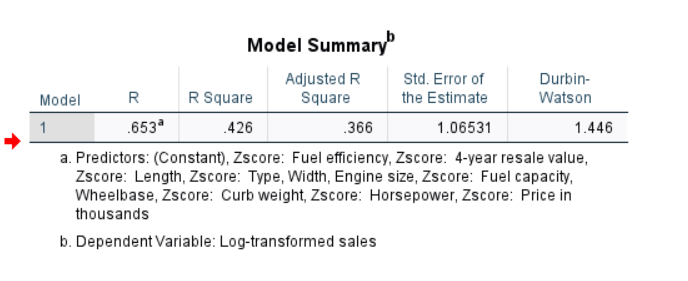 Model Summaryb
Model R R Square Adjusted R Square Std. Error of the Estimate Durbin-Watson
1 .653a .426 .366 1.06531 1.446
a. Predictors: (Constant), Zscore: Fuel efficiency, Zscore: 4-year resale value,
Zscore: Length, Zscore: Type, Width, Engine size, Zscore: Fuel capacity,
Wheelbase, Zscore: Curb weight, Zscore: Horsepower, Zscore: Price in
thousands
b. Dependent Variable: Log-transformed sales